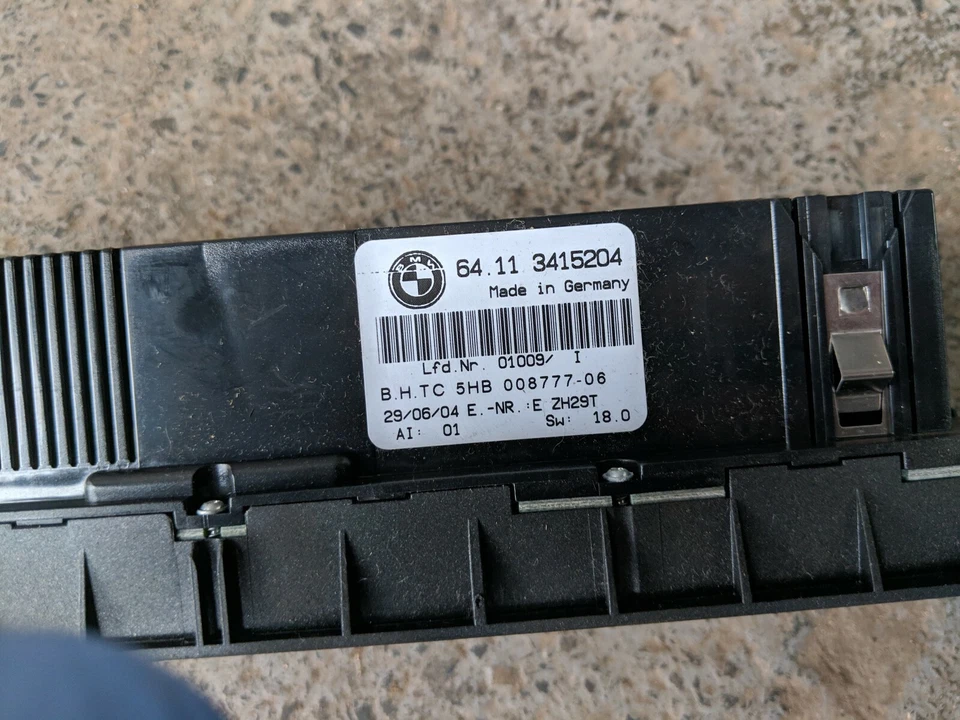 BMW
64.11 3415204
Made in Germany
Lfd.Nr. 01009/ I
B.H.TC 5HB 008777-06
29/06/04 E.-NR.:E ZH29T
AI: 01 SW: 18.0